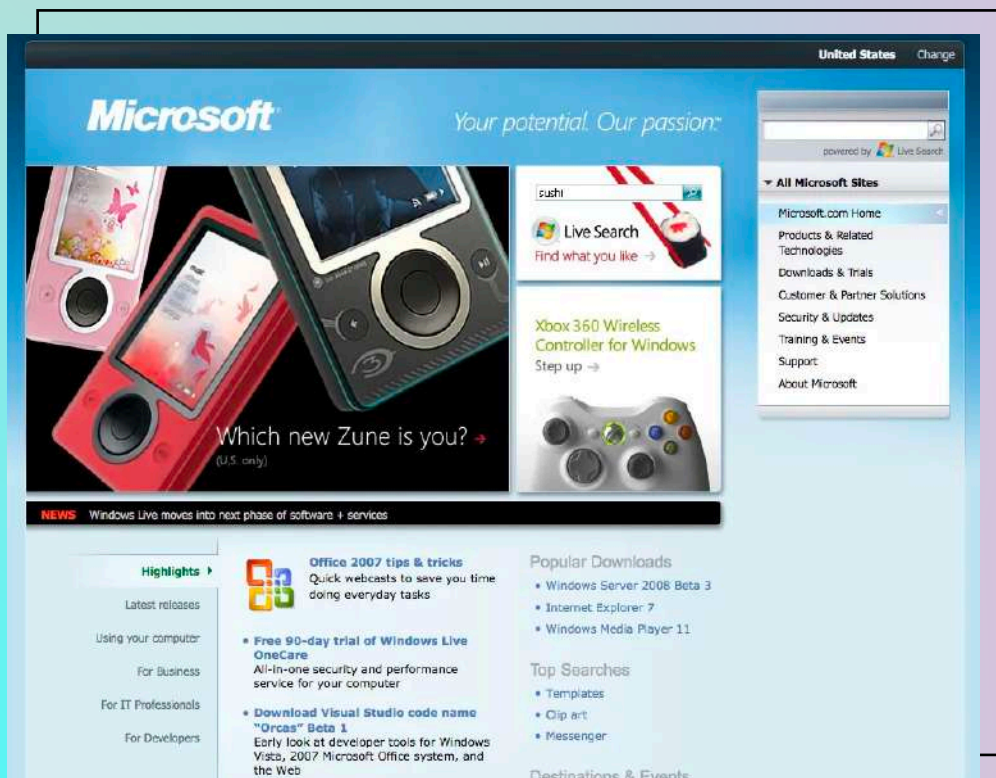 United States Change
Microsoft
Your potential. Our passion.™
powered by Live Search
All Microsoft Sites
Microsoft.com Home
Products & Related
Technologies
Downloads & Trials
Customer & Partner Solutions
Security & Updates
Training & Events
Support
About Microsoft
Which new Zune is you?
(U.S. only)
sushi
Live Search
Find what you like
Xbox 360 Wireless
Controller for Windows
Step up
NEWS Windows Live moves into next phase of software + services
Highlights
Latest releases
Using your computer
For Business
For IT Professionals
For Developers
Office 2007 tips & tricks
Quick webcasts to save you time
doing everyday tasks
• Free 90-day trial of Windows Live
OneCare
All-in-one security and performance
service for your computer
• Download Visual Studio code name
"Orcas" Beta 1
Early look at developer tools for Windows
Vista, 2007 Microsoft Office system, and
the Web
Popular Downloads
• Windows Server 2008 Beta 3
• Internet Explorer 7
• Windows Media Player 11
Top Searches
• Templates
• Clip art
• Messenger
Destinations & Events